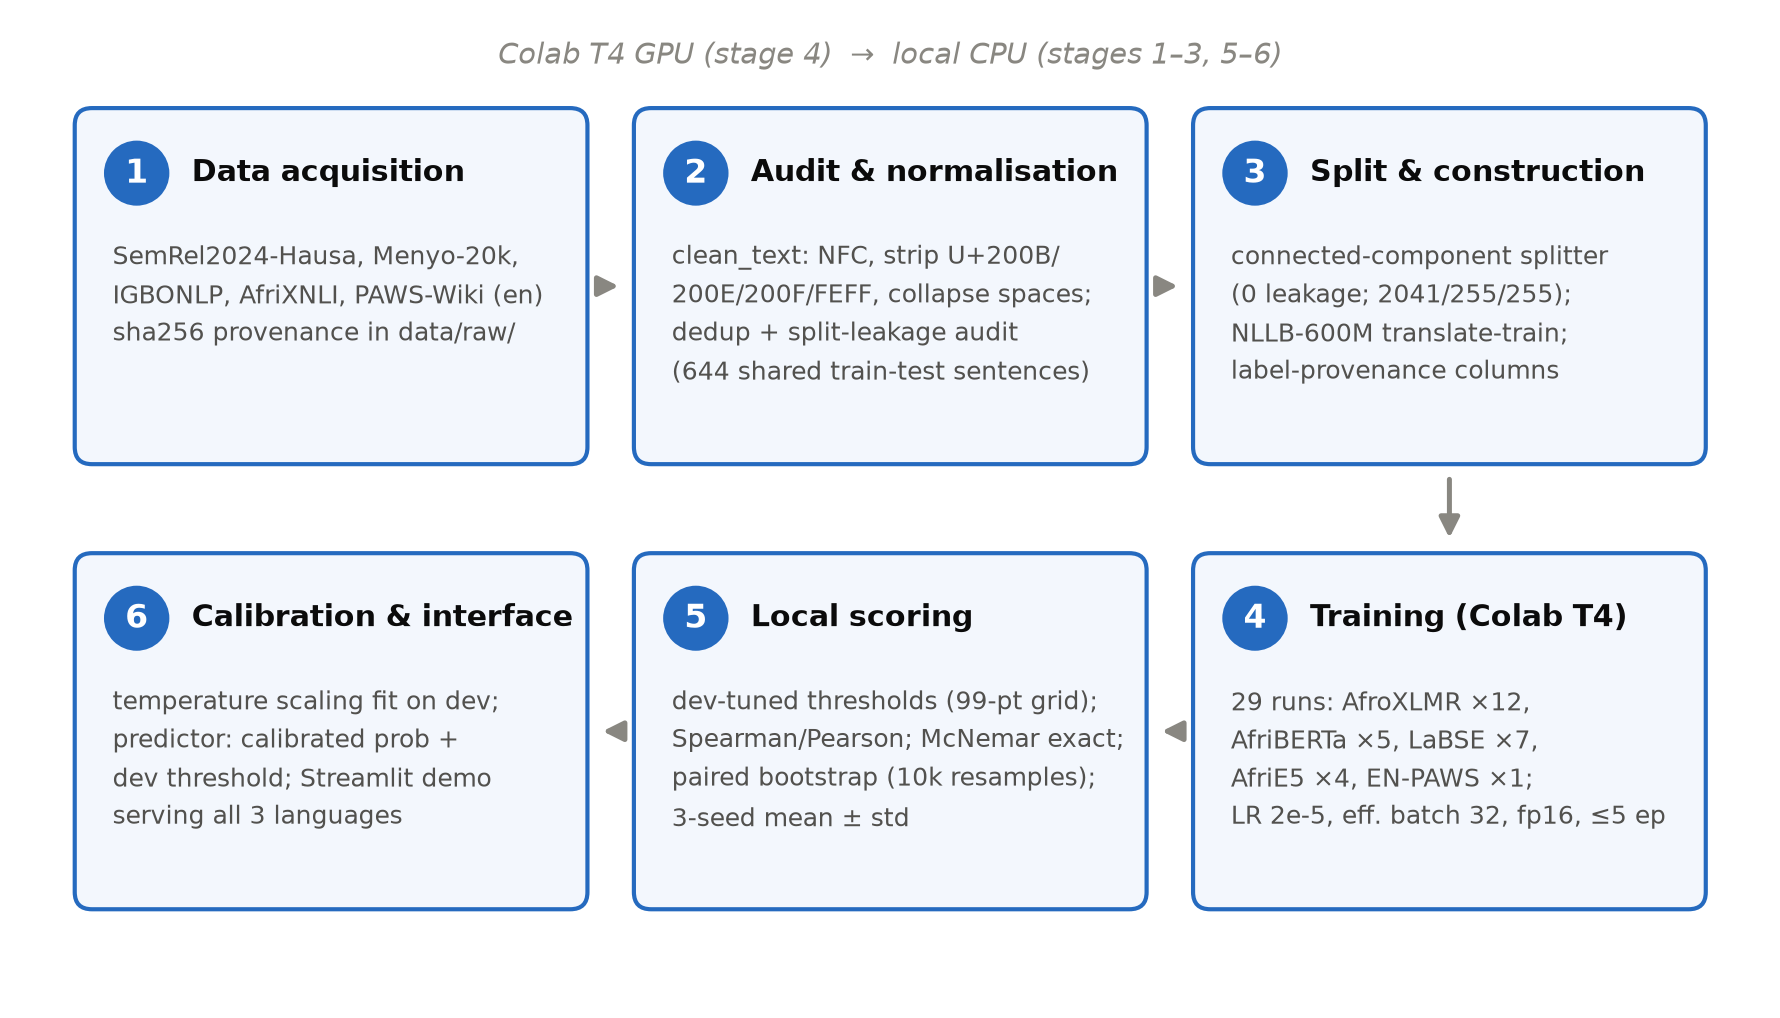 Colab T4 GPU (stage 4) → local CPU (stages 1–3, 5–6)
1 Data acquisition
SemRel2024-Hausa, Menyo-20k,
IGBONLP, AfriXNLI, PAWS-Wiki (en)
sha256 provenance in data/raw/
2 Audit & normalisation
clean_text: NFC, strip U+200B/
200E/200F/FEFF, collapse spaces;
dedup + split-leakage audit
(644 shared train-test sentences)
3 Split & construction
connected-component splitter
(0 leakage; 2041/255/255);
NLLB-600M translate-train;
label-provenance columns
4 Training (Colab T4)
29 runs: AfroXLMR ×12,
AfriBERTa ×5, LaBSE ×7,
AfriE5 ×4, EN-PAWS ×1;
LR 2e-5, eff. batch 32, fp16, ≤5 ep
5 Local scoring
dev-tuned thresholds (99-pt grid);
Spearman/Pearson; McNemar exact;
paired bootstrap (10k resamples);
3-seed mean ± std
6 Calibration & interface
temperature scaling fit on dev;
predictor: calibrated prob +
dev threshold; Streamlit demo
serving all 3 languages